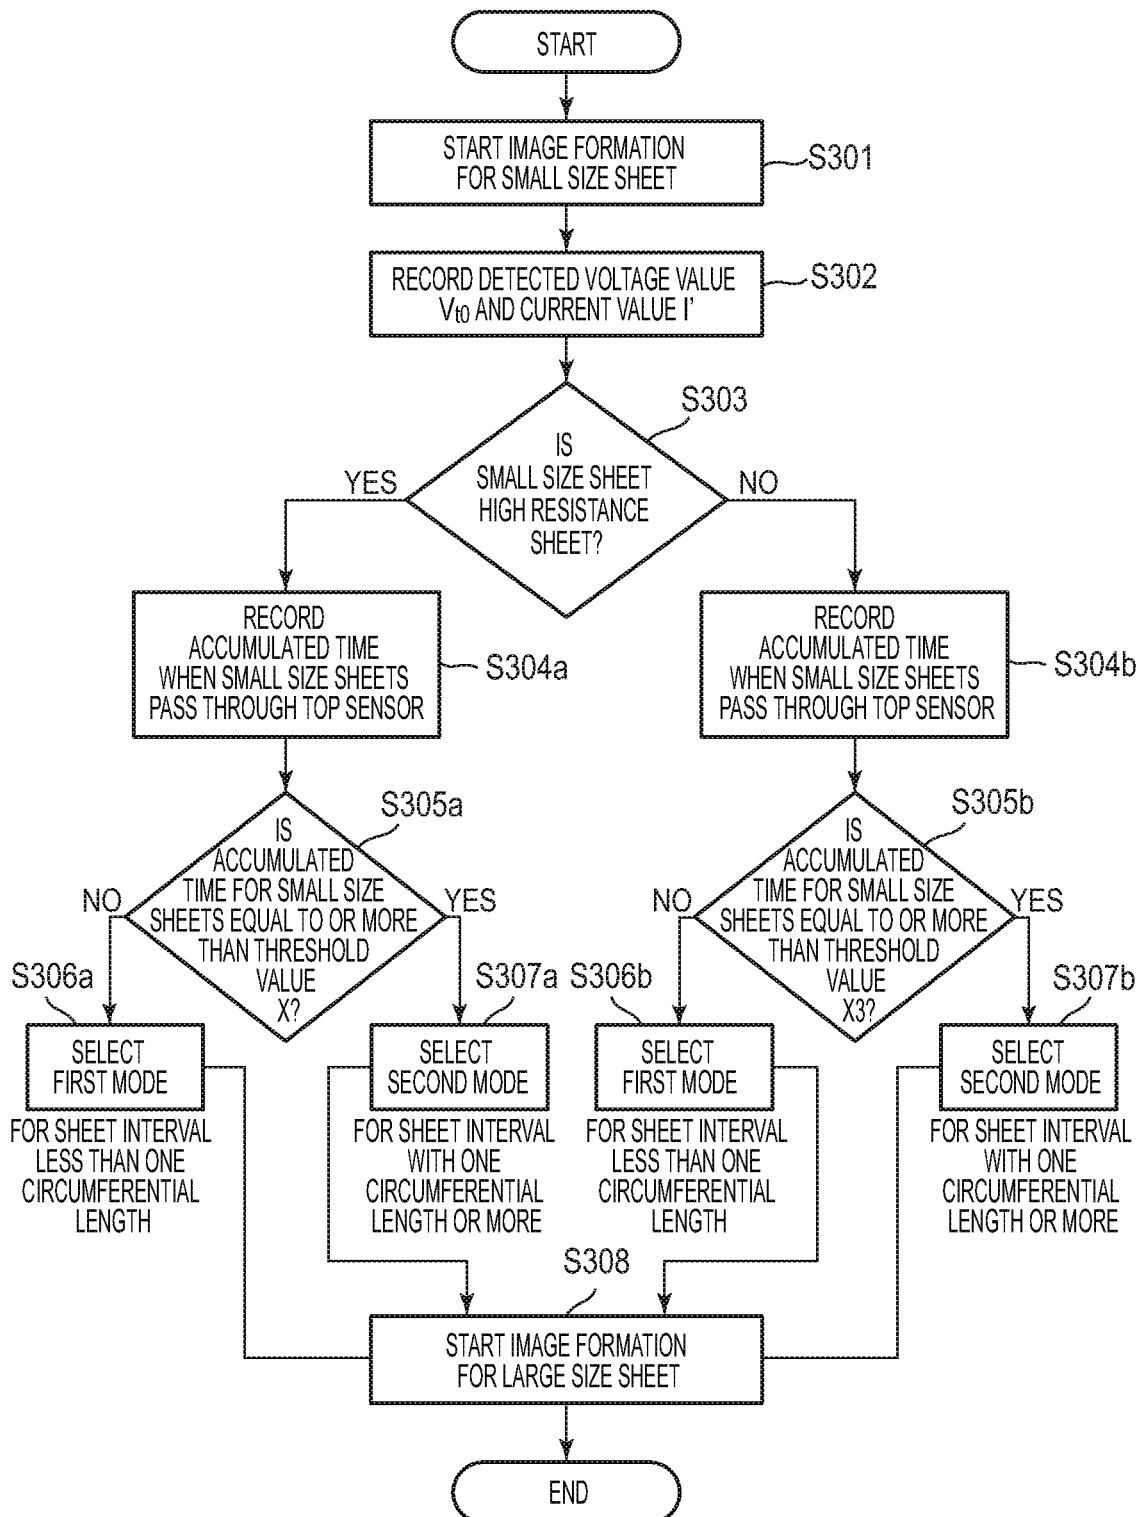 START
START IMAGE FORMATION
FOR SMALL SIZE SHEET
S301
RECORD DETECTED VOLTAGE VALUE
Vt0 AND CURRENT VALUE I'
S302
S303
IS
SMALL SIZE SHEET
HIGH RESISTANCE
SHEET?
YES
NO
RECORD
ACCUMULATED TIME
WHEN SMALL SIZE SHEETS
PASS THROUGH TOP SENSOR
S304a
RECORD
ACCUMULATED TIME
WHEN SMALL SIZE SHEETS
PASS THROUGH TOP SENSOR
S304b
S305a
IS
ACCUMULATED
TIME FOR SMALL SIZE
SHEETS EQUAL TO OR MORE
THAN THRESHOLD
VALUE
X?
NO
YES
S305b
IS
ACCUMULATED
TIME FOR SMALL SIZE
SHEETS EQUAL TO OR MORE
THAN THRESHOLD
VALUE
X3?
NO
YES
S306a
SELECT
FIRST MODE
FOR SHEET INTERVAL
LESS THAN ONE
CIRCUMFERENTIAL
LENGTH
S307a
SELECT
SECOND MODE
FOR SHEET INTERVAL
WITH ONE
CIRCUMFERENTIAL
LENGTH OR MORE
S306b
SELECT
FIRST MODE
FOR SHEET INTERVAL
LESS THAN ONE
CIRCUMFERENTIAL
LENGTH
S307b
SELECT
SECOND MODE
FOR SHEET INTERVAL
WITH ONE
CIRCUMFERENTIAL
LENGTH OR MORE
S308
START IMAGE FORMATION
FOR LARGE SIZE SHEET
END